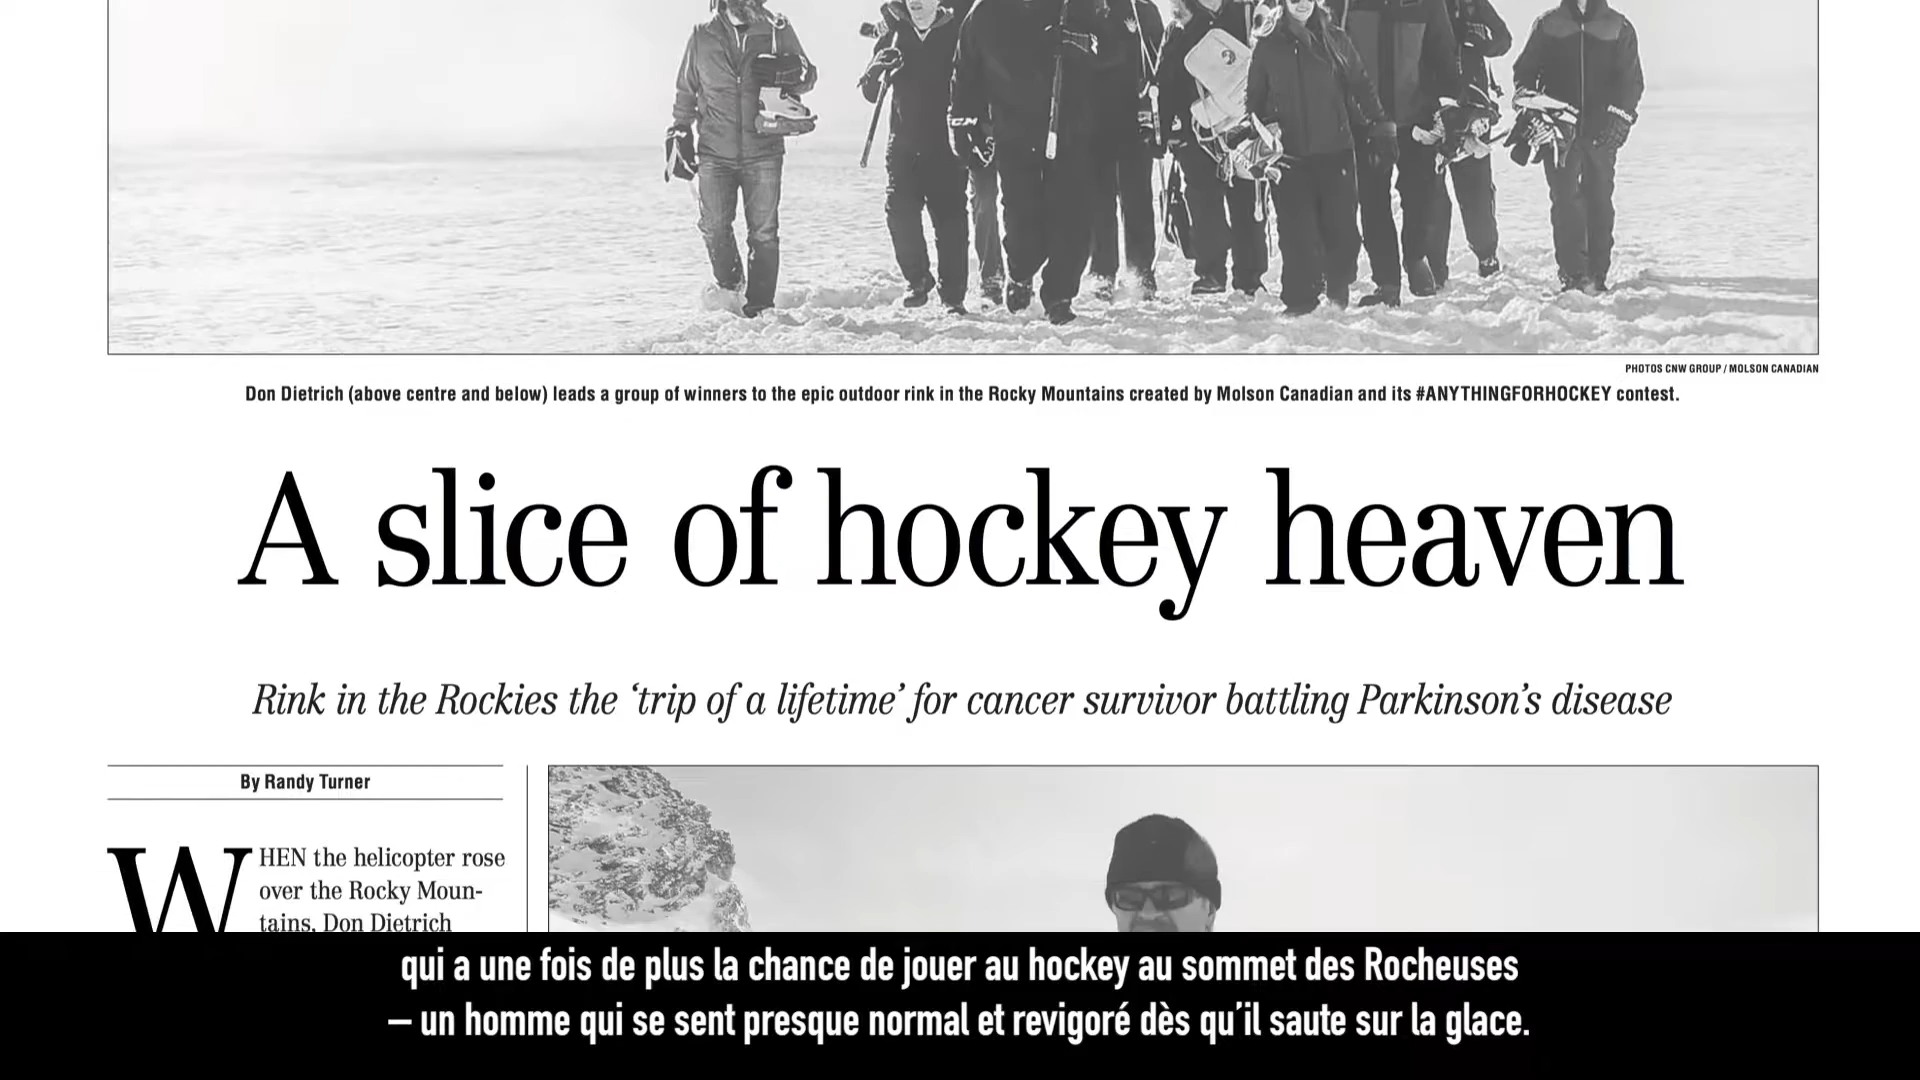 CCM
Reebok
PHOTOS CNW GROUP / MOLSON CANADIAN
Don Dietrich (above centre and below) leads a group of winners to the epic outdoor rink in the Rocky Mountains created by Molson Canadian and its #ANYTHINGFORHOCKEY contest.
A slice of hockey heaven
Rink in the Rockies the ‘trip of a lifetime’ for cancer survivor battling Parkinson’s disease
By Randy Turner
WHEN the helicopter rose
over the Rocky Moun-
tains, Don Dietrich
qui a une fois de plus la chance de jouer au hockey au sommet des Rocheuses
– un homme qui se sent presque normal et revigoré dès qu’il saute sur la glace.